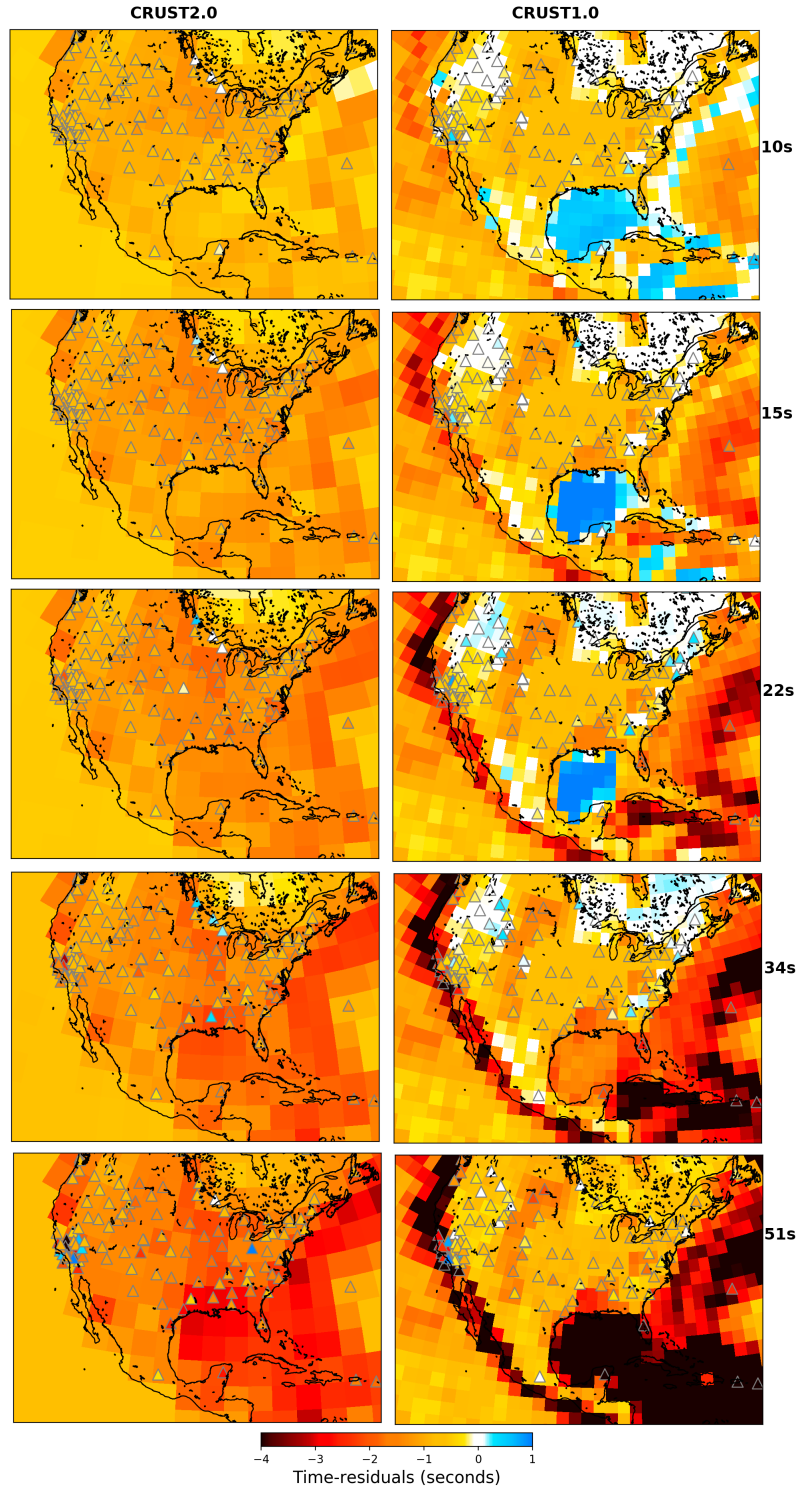 CRUST2.0 CRUST1.0
10s
15s
22s
34s
51s
−4 −3 −2 −1 0 1
Time-residuals (seconds)